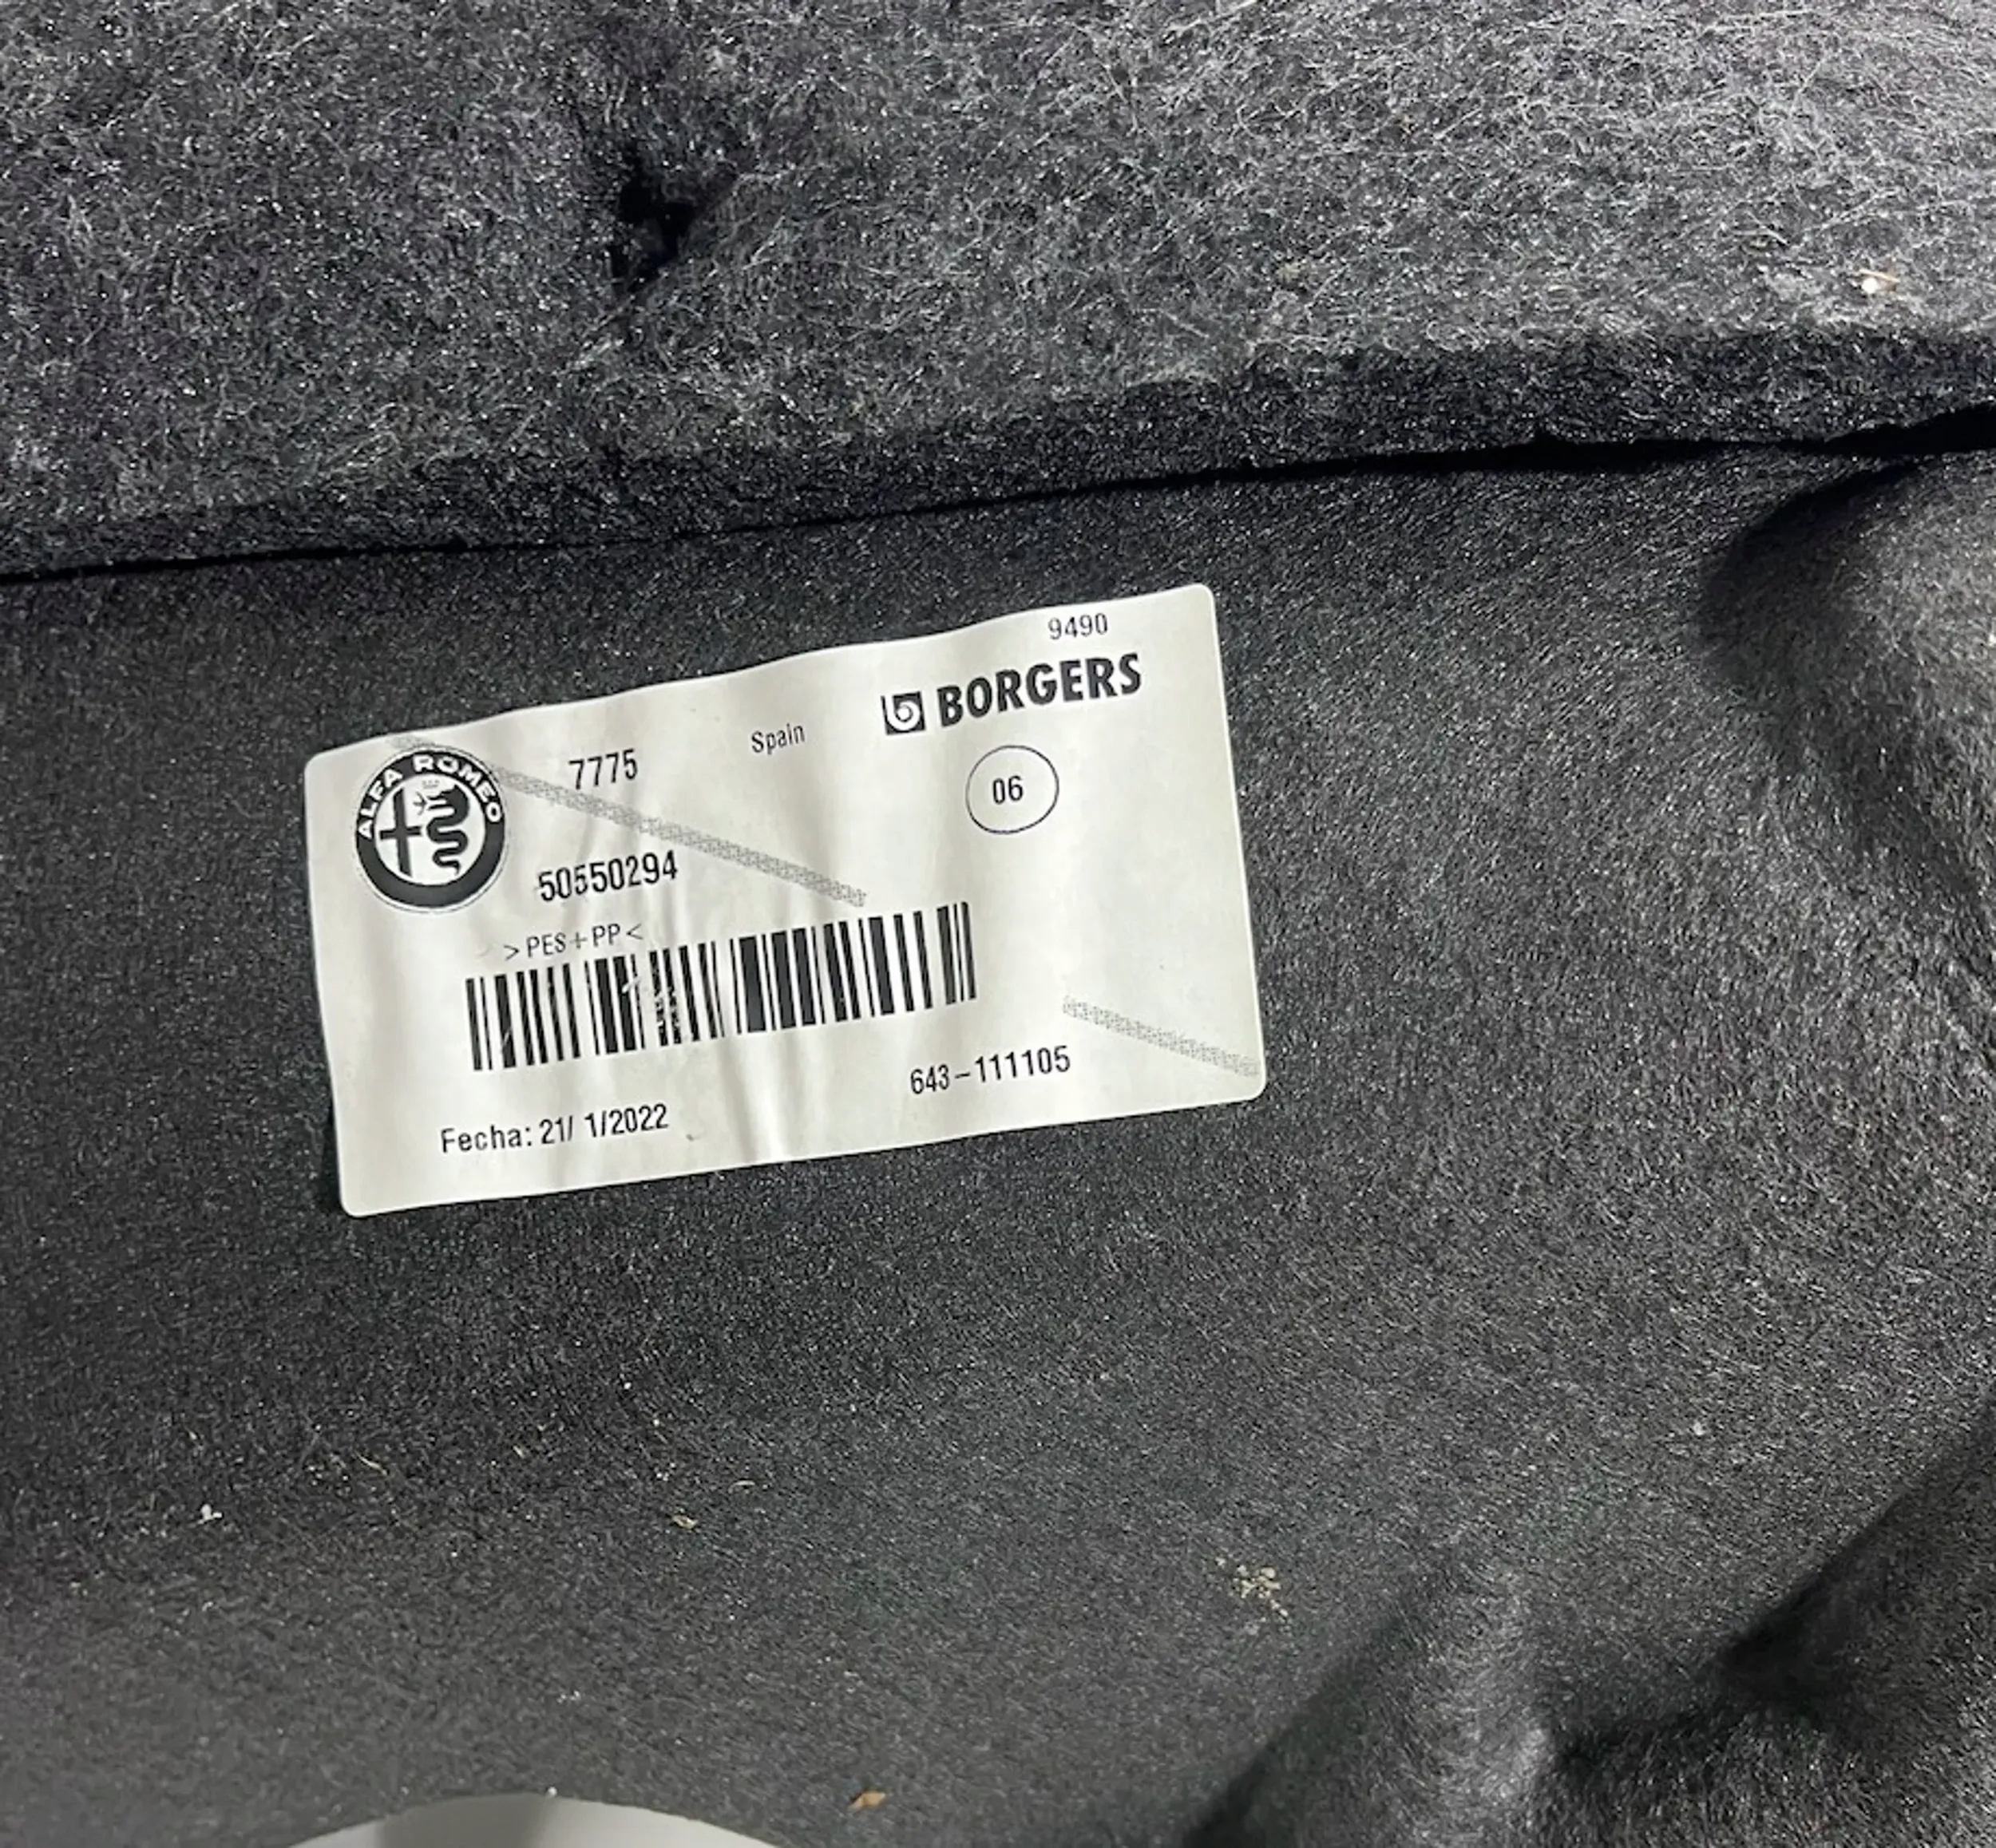 9490
BORGERS
Spain
7775
ALFA ROMEO
06
50550294
>PES+PP<
643-111105
Fecha: 21/ 1/2022